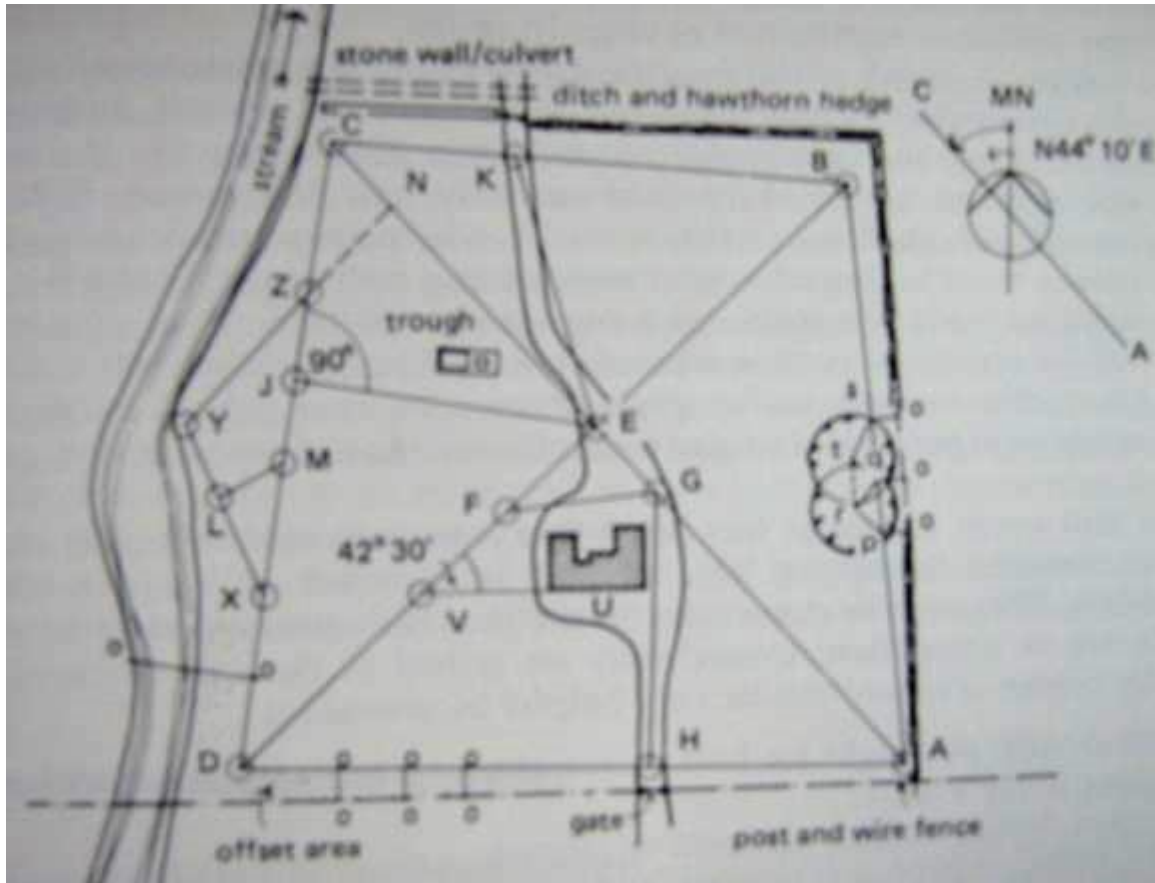 stone wall/culvert
ditch and hawthorn hedge
C
MN
N44° 10' E
A
stream
C
N
K
B
Z
trough
90°
J
Y
E
M
G
L
F
42° 30'
X
V
U
s
t
q
r
p
o
o
o
o
o
D
H
A
p
p
p
o
o
o
gate
offset area
post and wire fence